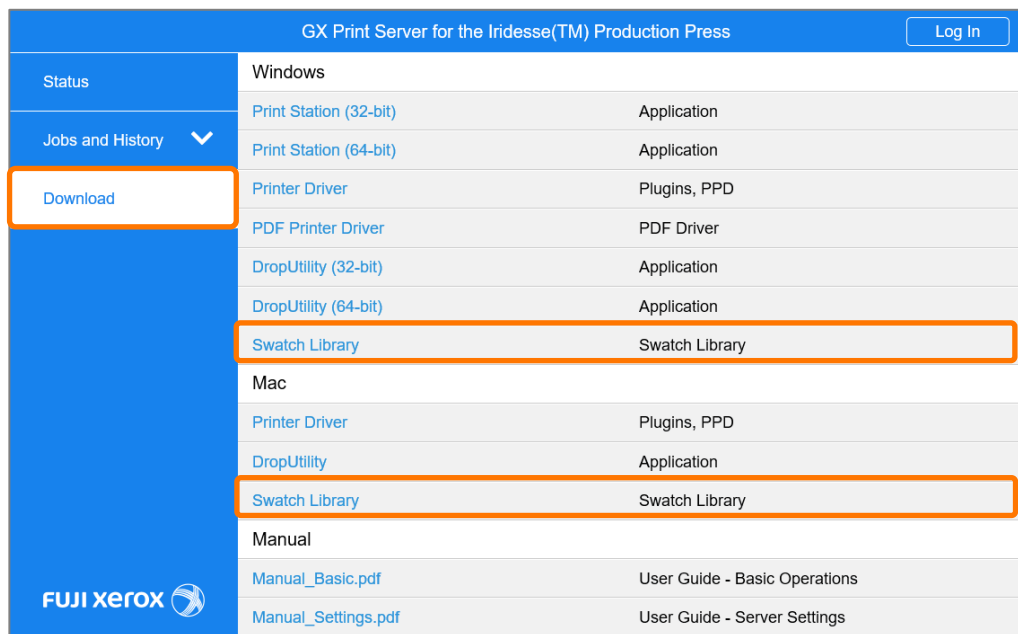 GX Print Server for the Iridesse(TM) Production Press Log In
Status
Jobs and History
Download
Windows
Print Station (32-bit) Application
Print Station (64-bit) Application
Printer Driver Plugins, PPD
PDF Printer Driver PDF Driver
DropUtility (32-bit) Application
DropUtility (64-bit) Application
Swatch Library Swatch Library
Mac
Printer Driver Plugins, PPD
DropUtility Application
Swatch Library Swatch Library
Manual
Manual_Basic.pdf User Guide - Basic Operations
Manual_Settings.pdf User Guide - Server Settings
FUJI xerox